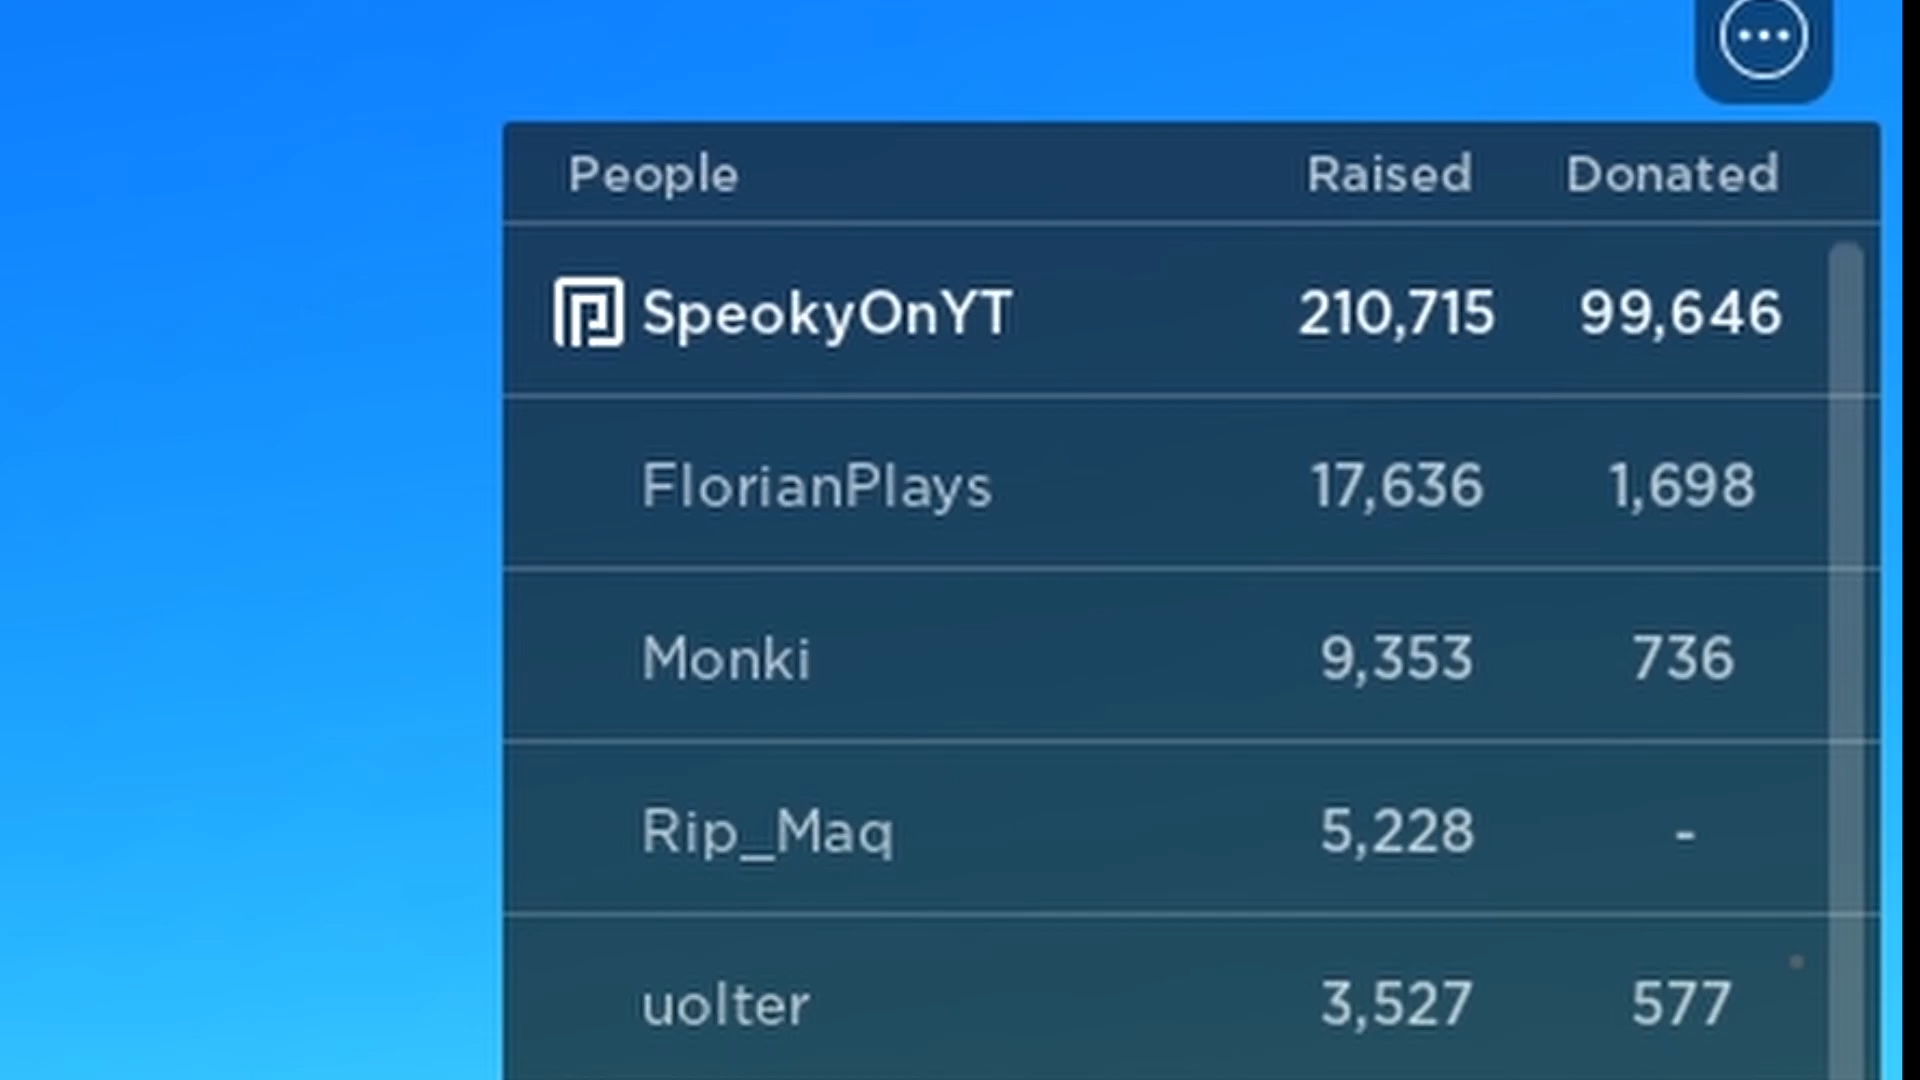 People Raised Donated
SpeokyOnYT 210,715 99,646
FlorianPlays 17,636 1,698
Monki 9,353 736
Rip_Maq 5,228 -
uolter 3,527 577